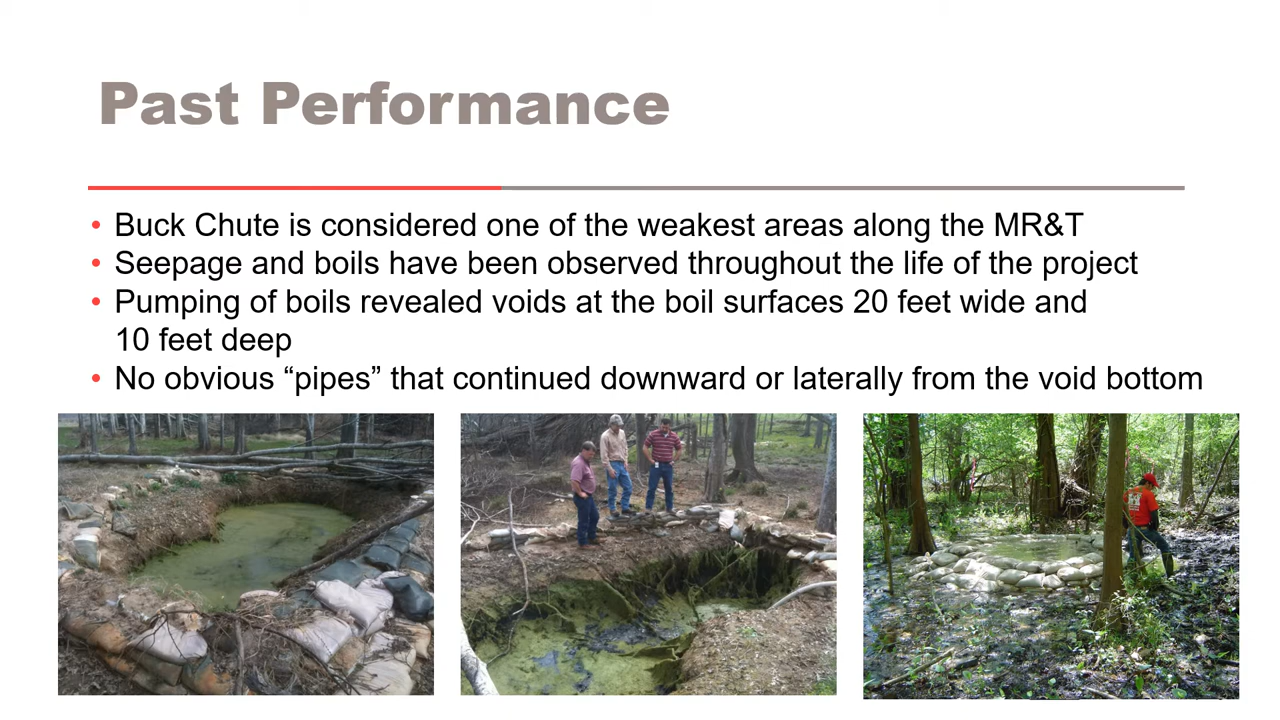 Past Performance
• Buck Chute is considered one of the weakest areas along the MR&T
• Seepage and boils have been observed throughout the life of the project
• Pumping of boils revealed voids at the boil surfaces 20 feet wide and
10 feet deep
• No obvious “pipes” that continued downward or laterally from the void bottom